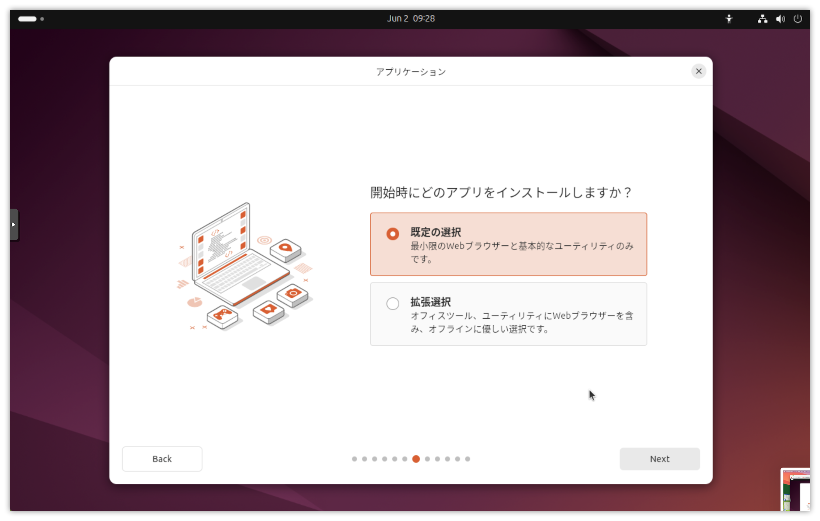 Jun 2 09:28
アプリケーション
開始時にどのアプリをインストールしますか？
既定の選択
最小限のWebブラウザーと基本的なユーティリティのみ
です。
拡張選択
オフィスツール、ユーティリティにWebブラウザーを含
み、オフラインに優しい選択です。
Back
Next